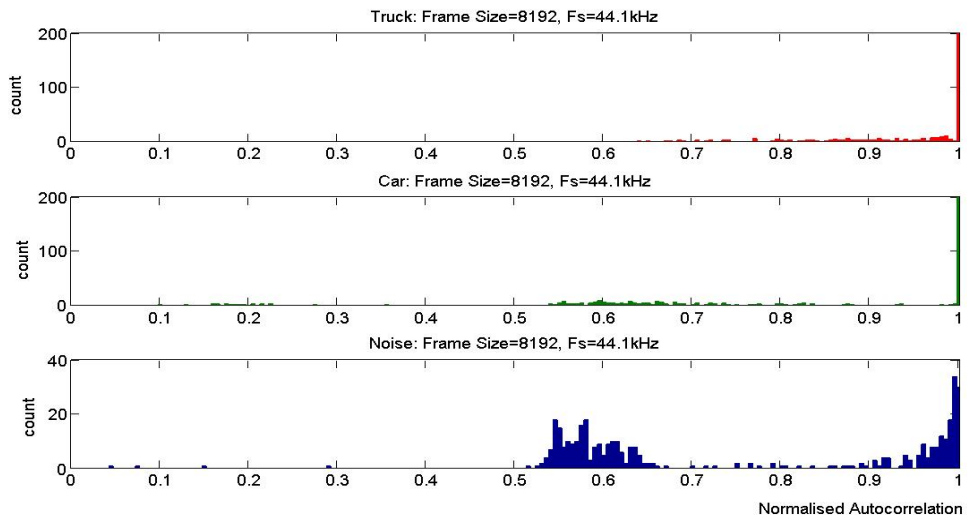 Truck: Frame Size=8192, Fs=44.1kHz
200
100
0
count
0 0.1 0.2 0.3 0.4 0.5 0.6 0.7 0.8 0.9 1
Car: Frame Size=8192, Fs=44.1kHz
200
100
0
count
0 0.1 0.2 0.3 0.4 0.5 0.6 0.7 0.8 0.9 1
Noise: Frame Size=8192, Fs=44.1kHz
40
20
0
count
0 0.1 0.2 0.3 0.4 0.5 0.6 0.7 0.8 0.9 1
Normalised Autocorrelation